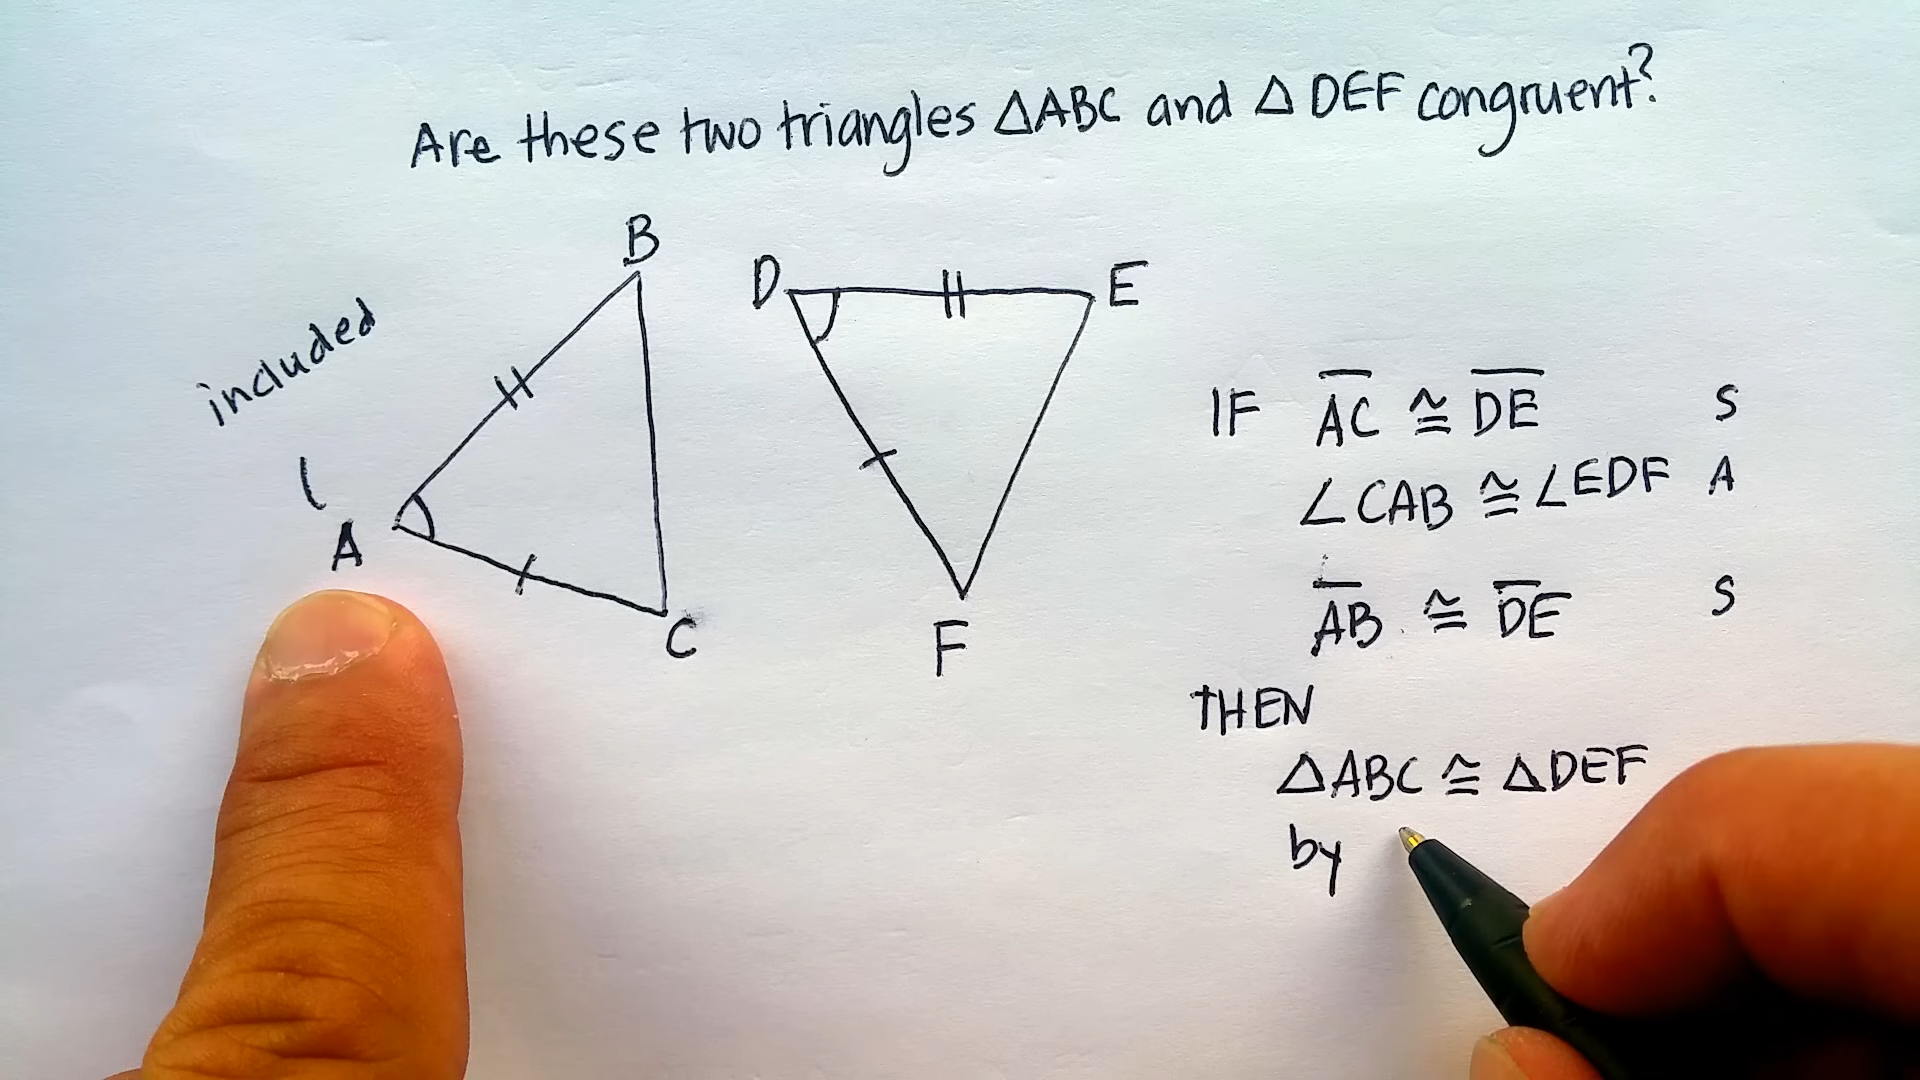 Are these two triangles △ABC and △DEF congruent?
included
B
D
E
A
C
F
IF AC ≅ DE S
∠CAB ≅ ∠EDF A
AB ≅ DE S
THEN
△ABC ≅ △DEF
by